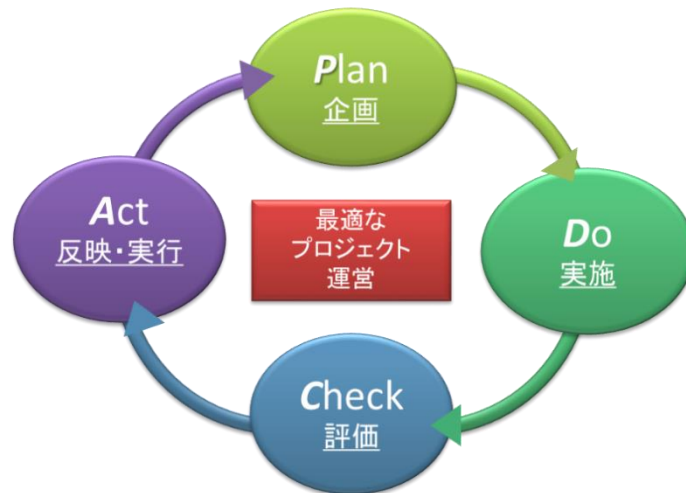 Plan
企画
Do
実施
Check
評価
Act
反映・実行
最適な
プロジェクト
運営